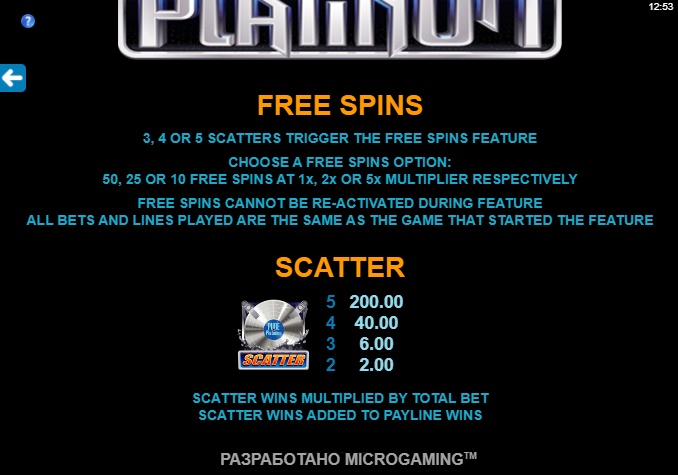 12:53
?
PLATINUM
FREE SPINS
3, 4 OR 5 SCATTERS TRIGGER THE FREE SPINS FEATURE
CHOOSE A FREE SPINS OPTION:
50, 25 OR 10 FREE SPINS AT 1x, 2x OR 5x MULTIPLIER RESPECTIVELY
FREE SPINS CANNOT BE RE-ACTIVATED DURING FEATURE
ALL BETS AND LINES PLAYED ARE THE SAME AS THE GAME THAT STARTED THE FEATURE
SCATTER
5 200.00
4 40.00
3 6.00
2 2.00
PURE
Platinum
SCATTER
SCATTER WINS MULTIPLIED BY TOTAL BET
SCATTER WINS ADDED TO PAYLINE WINS
РАЗРАБОТАНО MICROGAMING™